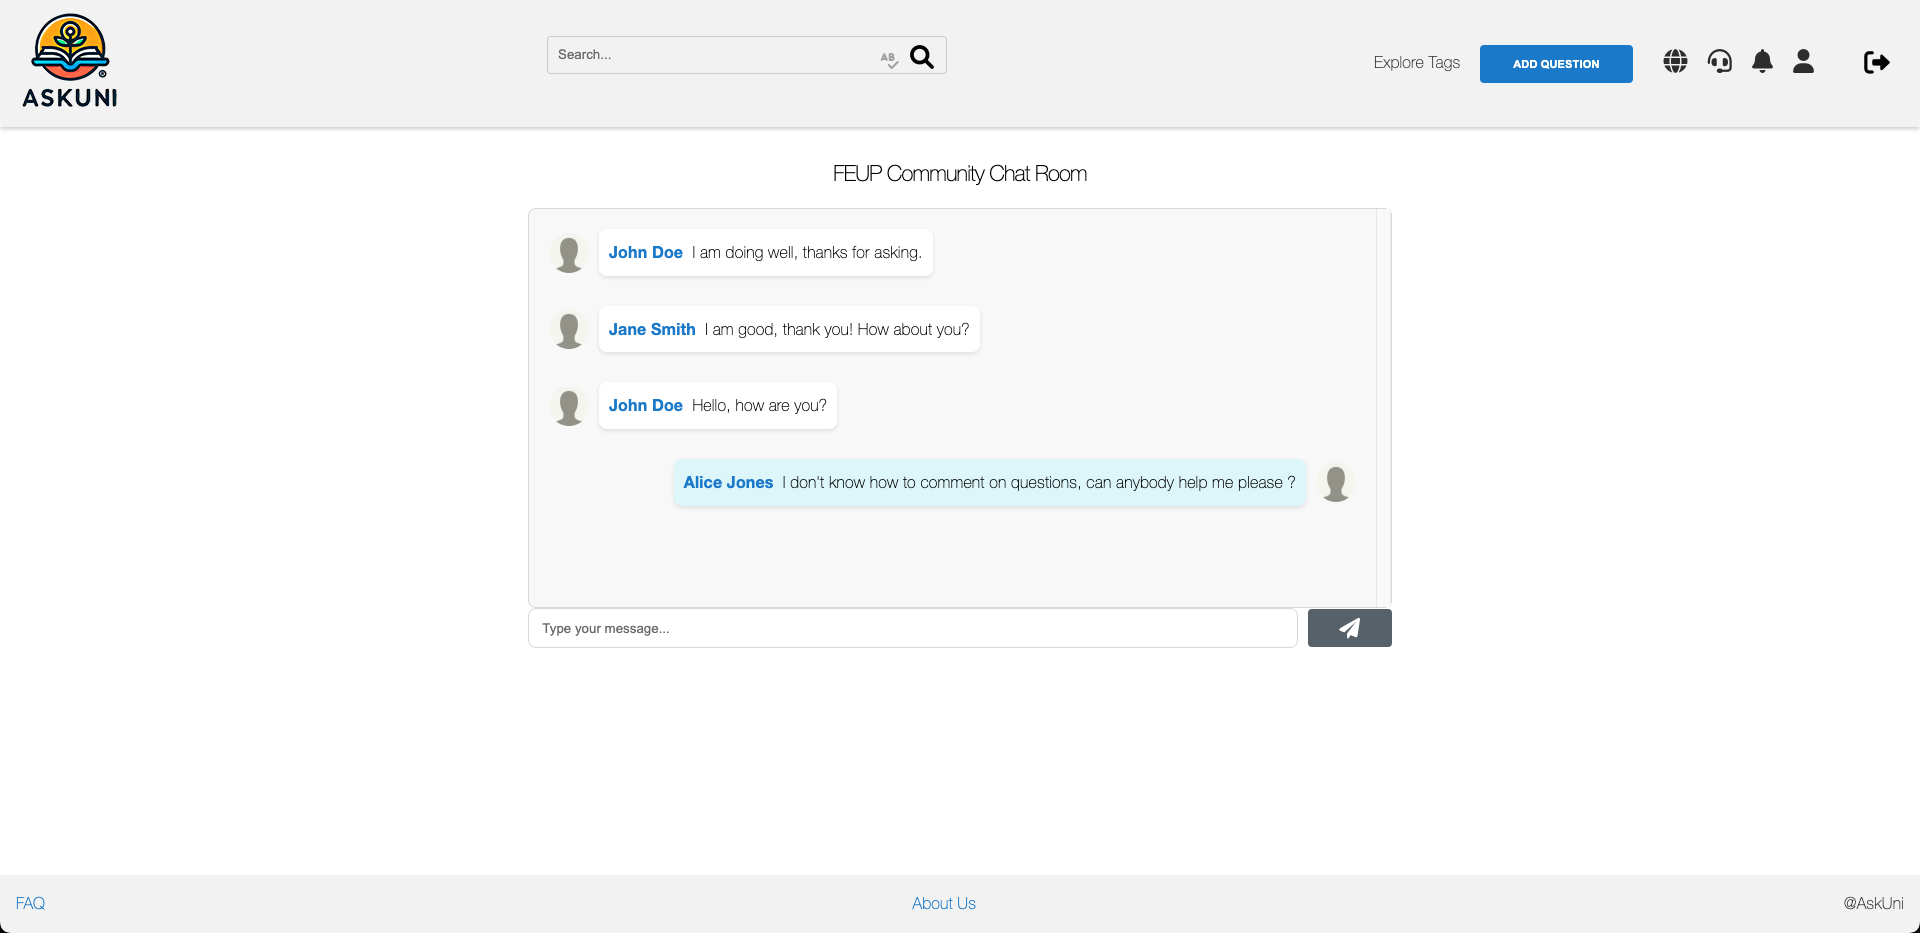 ASKUNI
Search...
AB
Explore Tags
ADD QUESTION
FEUP Community Chat Room
John Doe I am doing well, thanks for asking.
Jane Smith I am good, thank you! How about you?
John Doe Hello, how are you?
Alice Jones I don't know how to comment on questions, can anybody help me please ?
Type your message...
FAQ
About Us
@AskUni